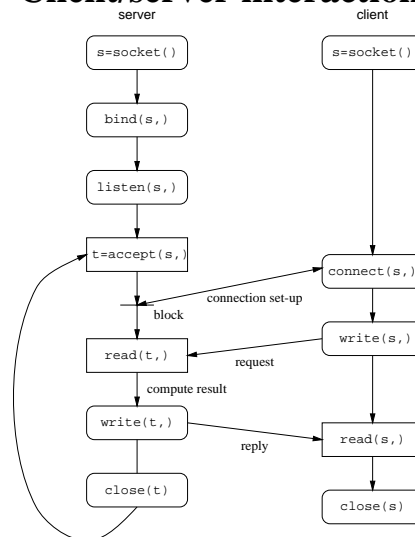 Client/server interaction
server
client
s=socket()
s=socket()
bind(s,)
listen(s,)
t=accept(s,)
connect(s,)
connection set-up
block
write(s,)
read(t,)
request
compute result
write(t,)
read(s,)
reply
close(t)
close(s)